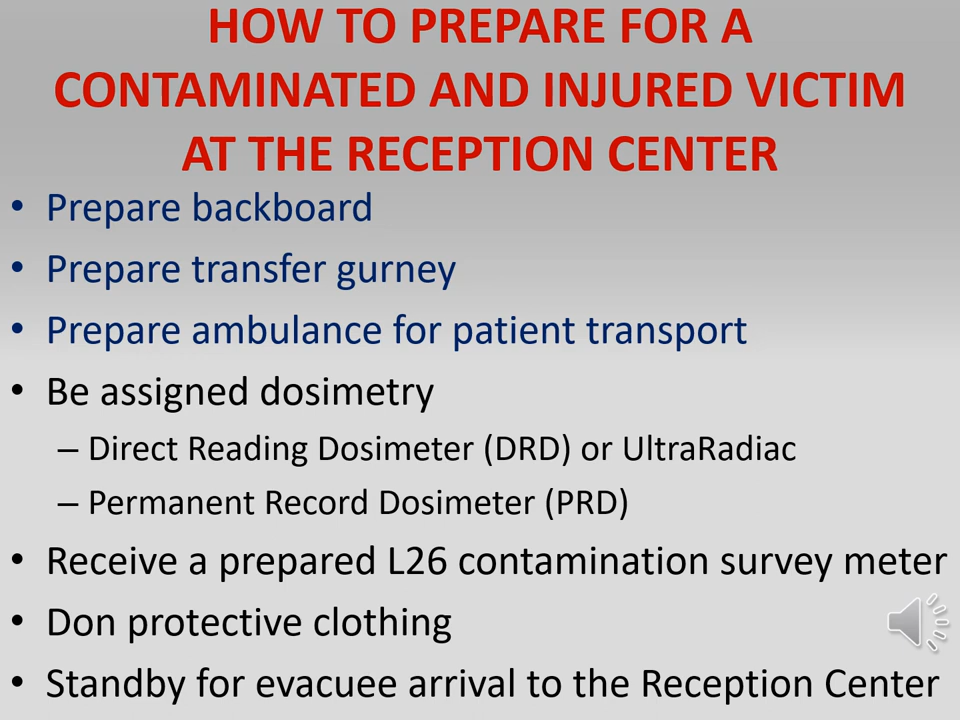 HOW TO PREPARE FOR A
CONTAMINATED AND INJURED VICTIM
AT THE RECEPTION CENTER
• Prepare backboard
• Prepare transfer gurney
• Prepare ambulance for patient transport
• Be assigned dosimetry
– Direct Reading Dosimeter (DRD) or UltraRadiac
– Permanent Record Dosimeter (PRD)
• Receive a prepared L26 contamination survey meter
• Don protective clothing
• Standby for evacuee arrival to the Reception Center